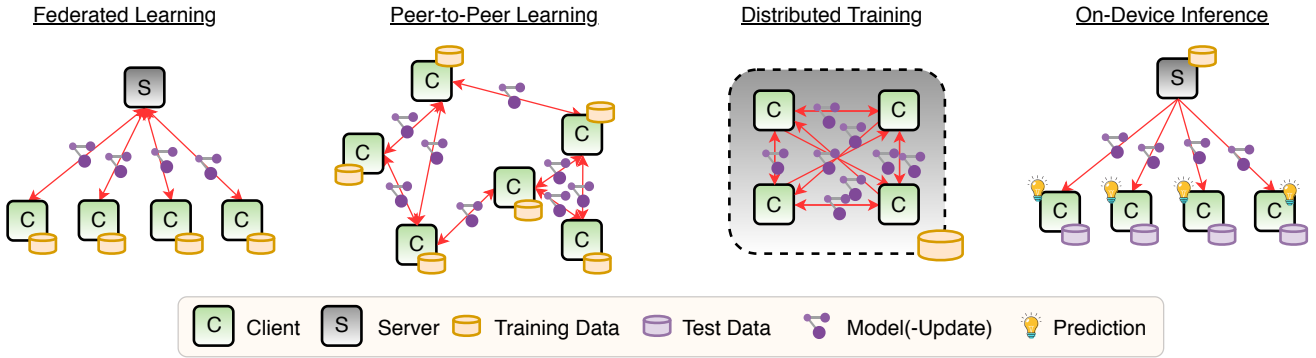 Federated Learning
Peer-to-Peer Learning
Distributed Training
On-Device Inference
S
C
C
C
C
C
C
C
C
C
C
C
C
C
C
S
C
C
C
C
C Client
S Server
Training Data
Test Data
Model(-Update)
Prediction